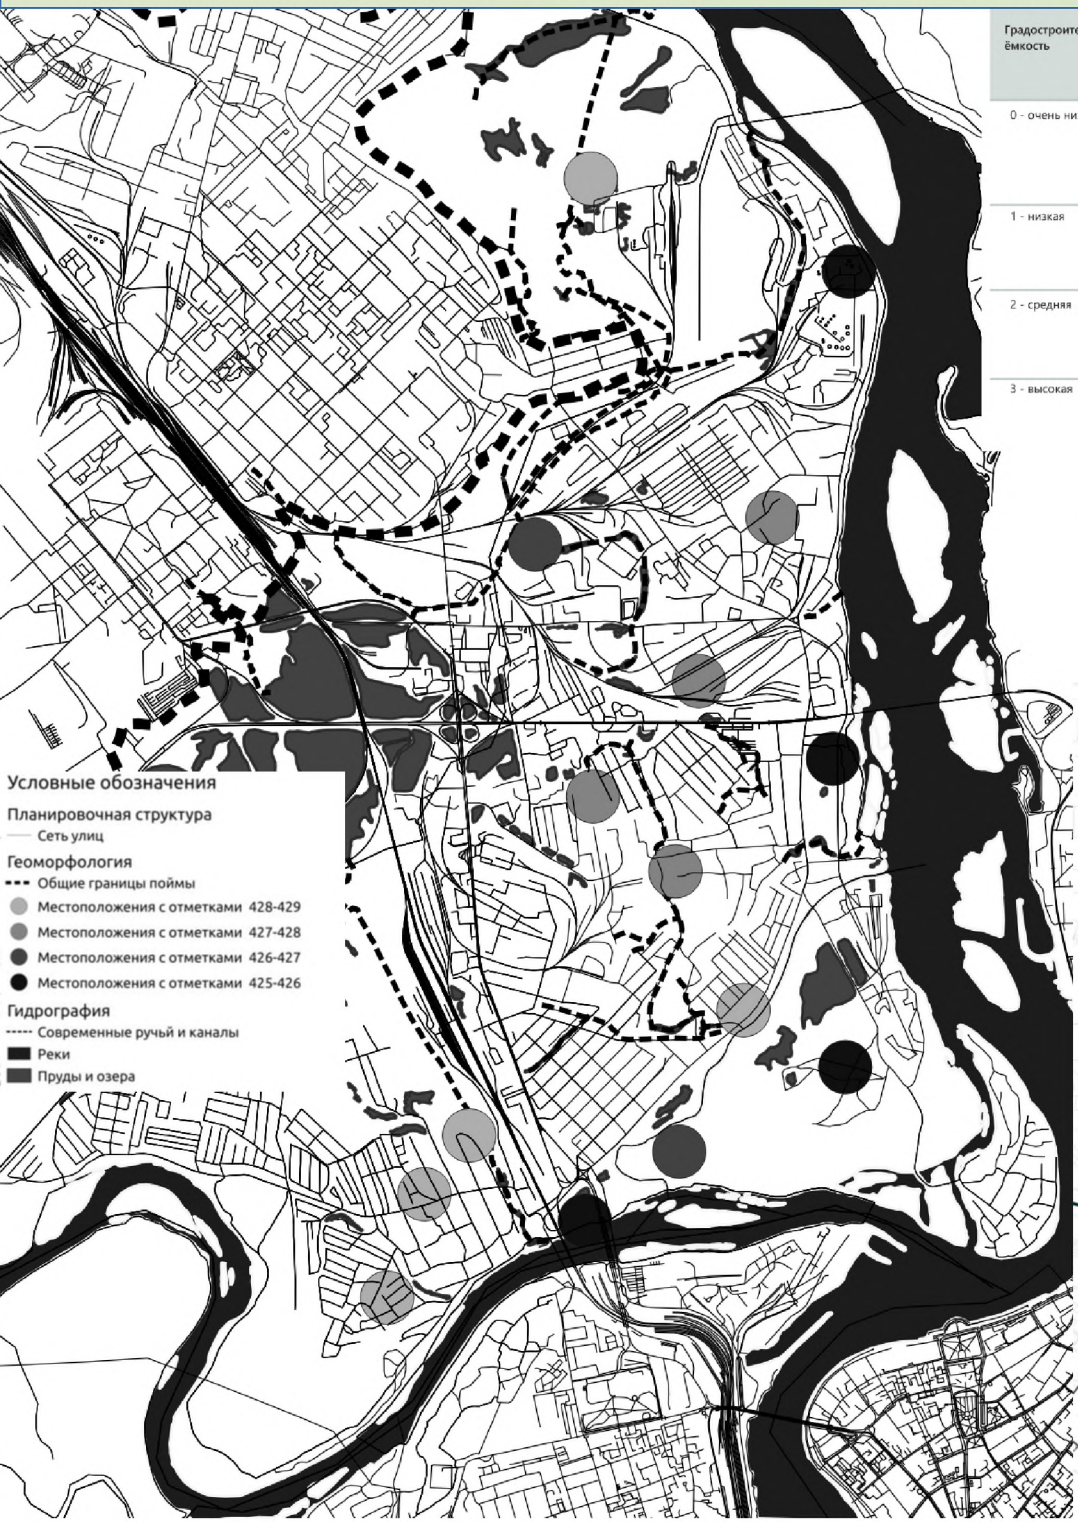 Градостроите
ёмкость
0 - очень ни
1 - низкая
2 - средняя
3 - высокая
Условные обозначения
Планировочная структура
Сеть улиц
Геоморфология
Общие границы поймы
Местоположения с отметками 428-429
Местоположения с отметками 427-428
Местоположения с отметками 426-427
Местоположения с отметками 425-426
Гидрография
Современные ручьй и каналы
Реки
Пруды и озера